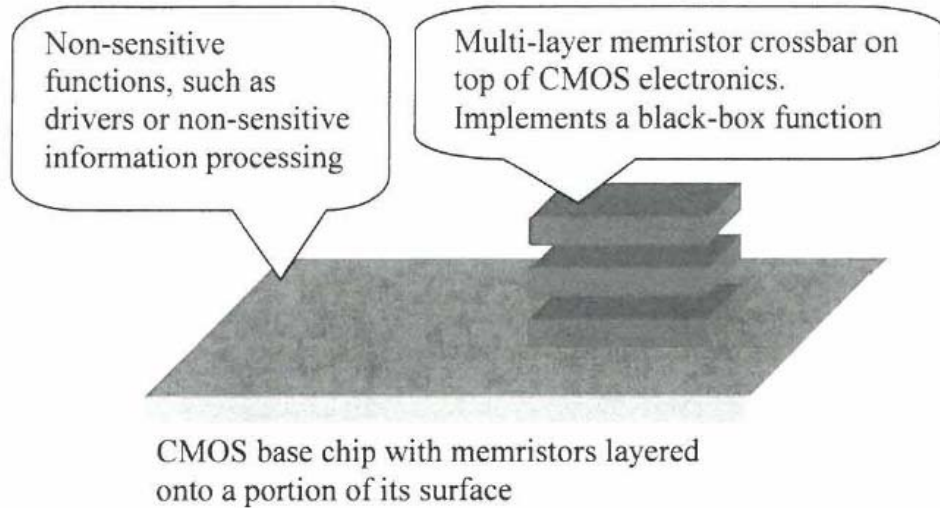 Non-sensitive
functions, such as
drivers or non-sensitive
information processing
Multi-layer memristor crossbar on
top of CMOS electronics.
Implements a black-box function
CMOS base chip with memristors layered
onto a portion of its surface